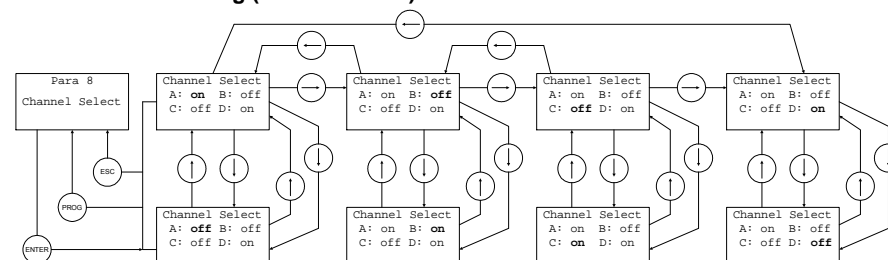 g (
Para 8
Channel Select
Channel Select
A: on B: off
C: off D: on
Channel Select
A: on B: off
C: off D: on
Channel Select
A: on B: off
C: off D: on
Channel Select
A: on B: off
C: off D: on
ESC
PROG
ENTER
Channel Select
A: off B: off
C: off D: on
Channel Select
A: on B: on
C: off D: on
Channel Select
A: on B: off
C: on D: on
Channel Select
A: on B: off
C: off D: off